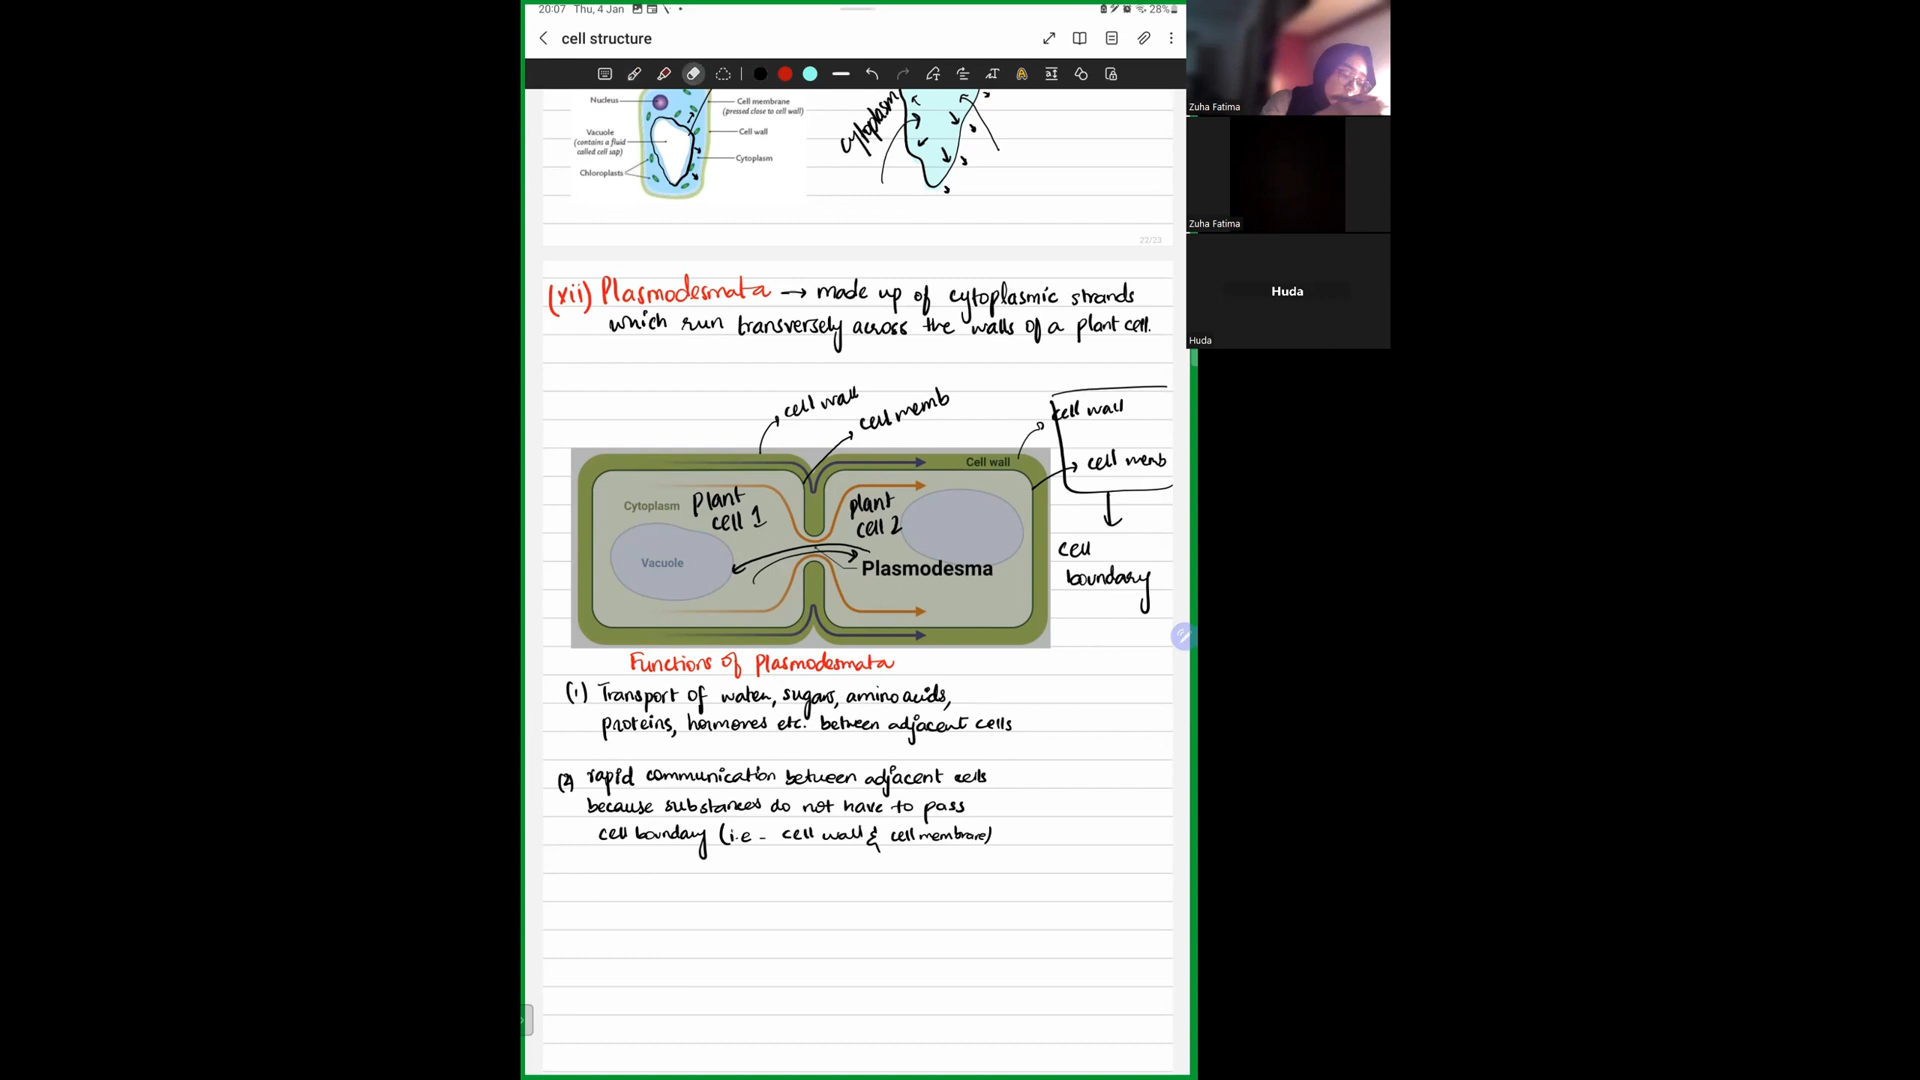 20:07 Thu, 4 Jan
28%
cell structure
Nucleus
Vacuole
(contains a fluid
called cell sap)
Chloroplasts
Cell membrane
(pressed close to cell wall)
Cell wall
Cytoplasm
cytoplasm
22/23
(xii) Plasmodesmata → made up of cytoplasmic strands
which run transversely across the walls of a plant cell.
cell wall
cell memb
cell wall
cell memb
cell
boundary
Cell wall
Cytoplasm
Plant
cell 1
plant
cell 2
Vacuole
Plasmodesma
Functions of Plasmodesmata
(1) Transport of water, sugars, amino acids,
proteins, hormones etc. between adjacent cells
(2) rapid communication between adjacent cells
because substances do not have to pass
cell boundary (i.e - cell wall & cell membrane)
Zuha Fatima
Zuha Fatima
Huda
Huda